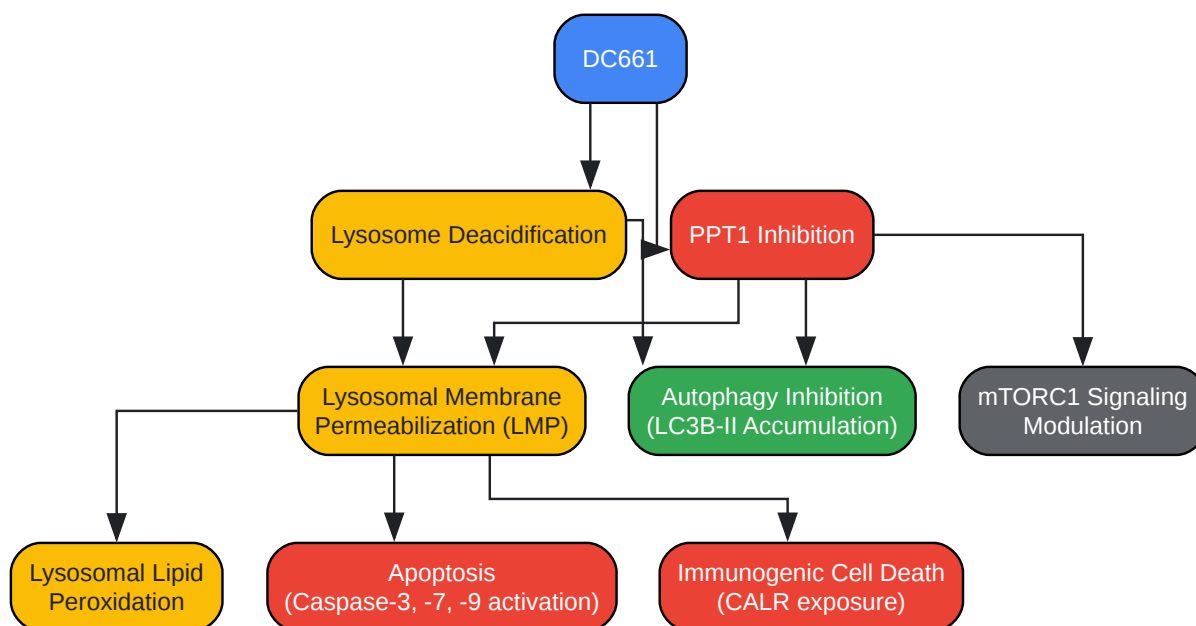 DC661
Lysosome Deacidification
PPT1 Inhibition
Lysosomal Membrane
Permeabilization (LMP)
Autophagy Inhibition
(LC3B-II Accumulation)
mTORC1 Signaling
Modulation
Lysosomal Lipid
Peroxidation
Apoptosis
(Caspase-3, -7, -9 activation)
Immunogenic Cell Death
(CALR exposure)